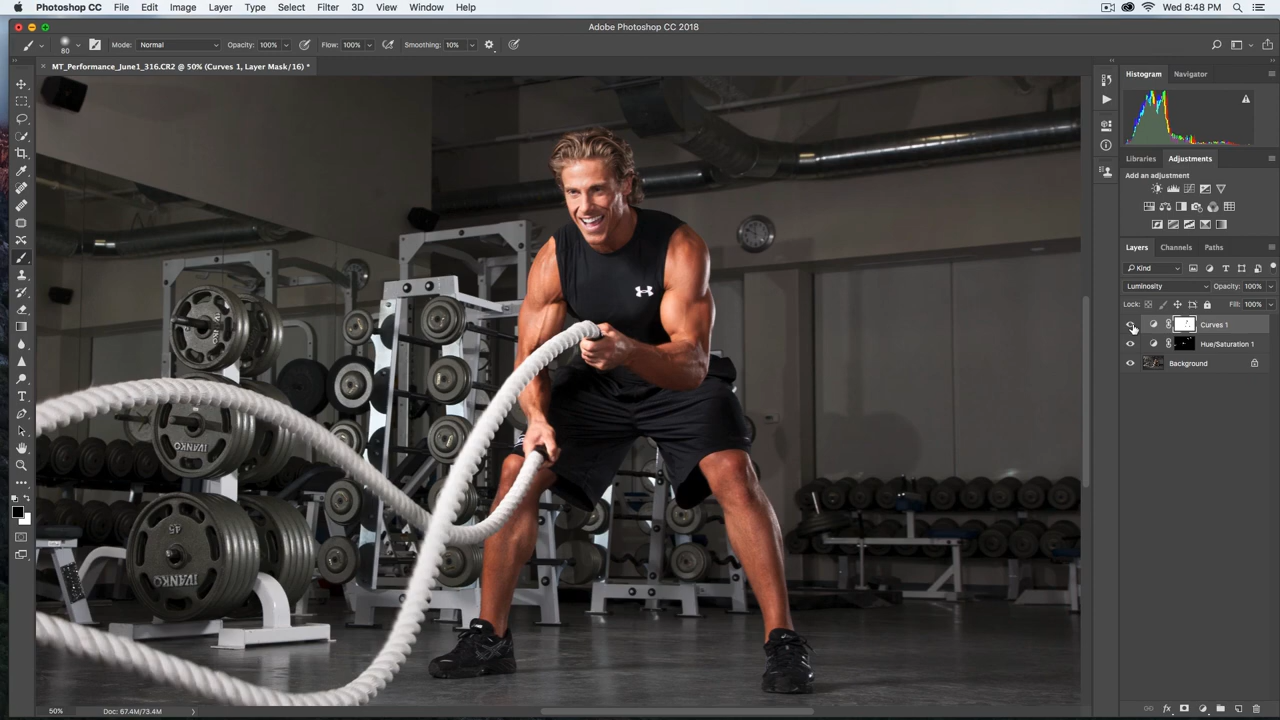 Photoshop CC File Edit Image Layer Type Select Filter 3D View Window Help Wed 8:48 PM
Adobe Photoshop CC 2018
80 Mode: Normal Opacity: 100% Flow: 100% Smoothing: 10%
MT_Performance_June1_316.CR2 @ 50% (Curves 1, Layer Mask/16) *
Histogram Navigator
Libraries Adjustments
Add an adjustment
Layers Channels Paths
Kind
Luminosity Opacity: 100%
Lock: Fill: 100%
Curves 1
Hue/Saturation 1
Background
IVANKO
45
IVANKO
50% Doc: 67.4M/73.4M